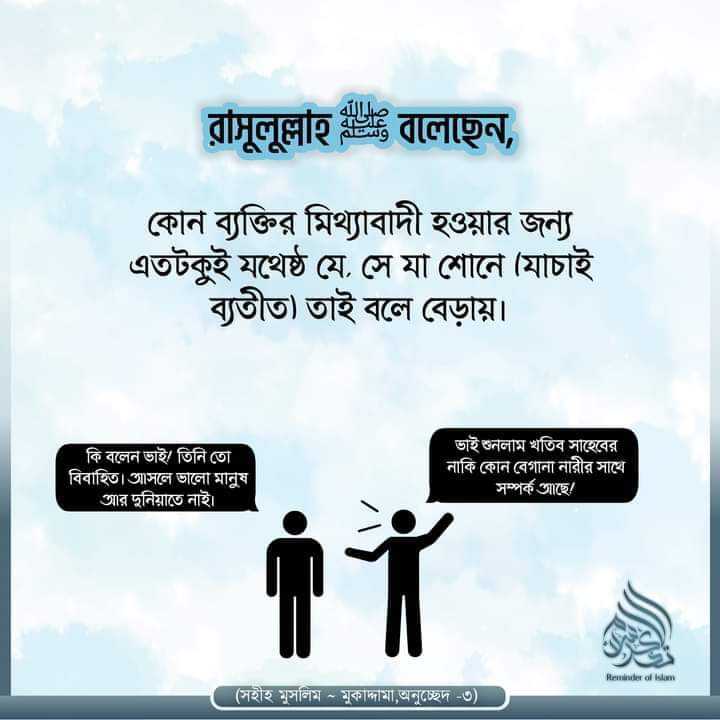 রাসুলুল্লাহ ﷺ বলেছেন,
কোন ব্যক্তির মিথ্যাবাদী হওয়ার জন্য
এতটকুই যথেষ্ঠ যে, সে যা শোনে (যাচাই
ব্যতীত) তাই বলে বেড়ায়।
ভাই শুনলাম খতিব সাহেবের
নাকি কোন বেগানা নারীর সাথে
সম্পর্ক আছে!
কি বলেন ভাই! তিনি তো
বিবাহিত। আসলে ভালো মানুষ
আর দুনিয়াতে নাই।
Reminder of Islam
(সহীহ মুসলিম ~ মুকাদ্দামা,অনুচ্ছেদ -৩)